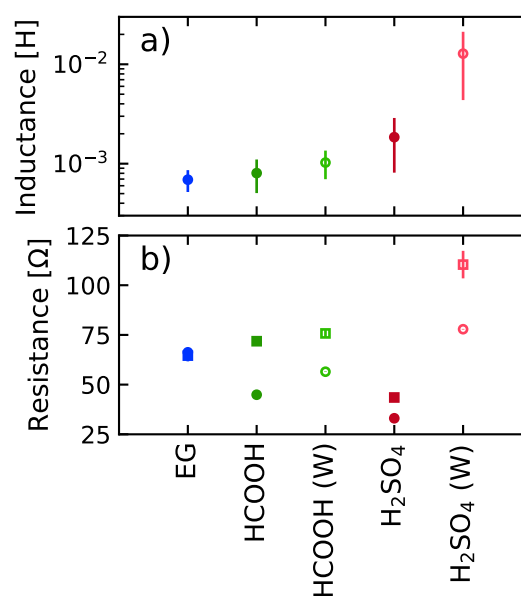 a)
Inductance [H]
10⁻²
10⁻³
b)
Resistance [Ω]
125
100
75
50
25
EG
HCOOH
HCOOH (W)
H₂SO₄
H₂SO₄ (W)